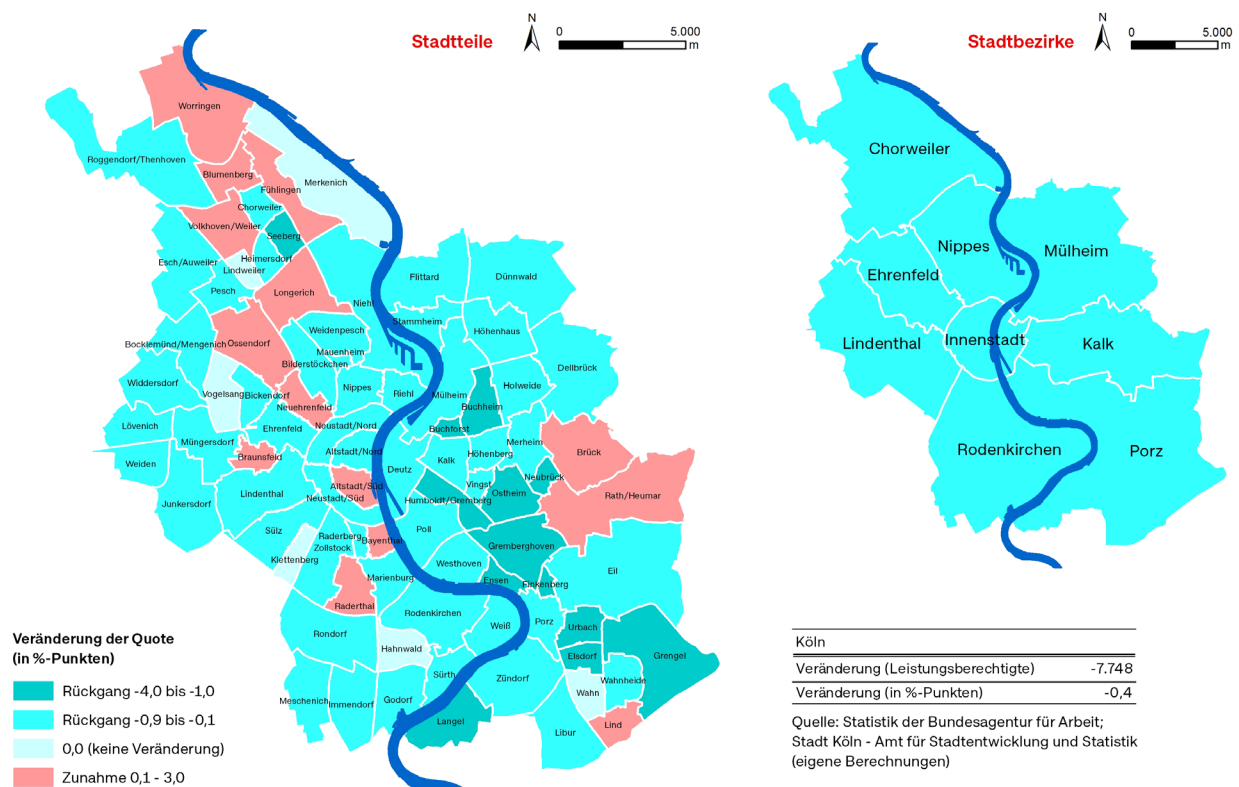 Stadtteile
N
0
5.000
m
Stadtbezirke
N
0
5.000
m
Worringen
Roggendorf/Thenhoven
Blumenberg
Merkenich
Fühlingen
Chorweiler
Volkhoven/Weiler
Seeberg
Esch/Auweiler
Heimersdorf
Lindweiler
Pesch
Longerich
Niehl
Flittard
Dünnwald
Stammheim
Höhenhaus
Weidenpesch
Bocklemünd/Mengenich
Ossendorf
Mauenheim
Bilderstöckchen
Dellbrück
Widdersdorf
Vogelsang
Bickendorf
Nippes
Riehl
Mülheim
Holweide
Buchheim
Neuehrenfeld
Lövenich
Ehrenfeld
Neustadt/Nord
Buchforst
Müngersdorf
Merheim
Altstadt/Nord
Höhenberg
Brück
Braunsfeld
Kalk
Weiden
Deutz
Neubrück
Vingst
Altstadt/Süd
Lindenthal
Ostheim
Rath/Heumar
Neustadt/Süd
Humboldt/Gremberg
Junkersdorf
Sülz
Poll
Raderberg
Bayenthal
Zollstock
Gremberghoven
Klettenberg
Westhoven
Eil
Marienburg
Ensen
Finkenberg
Raderthal
Rodenkirchen
Weiß
Porz
Urbach
Rondorf
Hahnwald
Elsdorf
Grengel
Sürth
Zündorf
Wahnheide
Wahn
Meschenich
Immendorf
Godorf
Langel
Lind
Libur
Chorweiler
Nippes
Mülheim
Ehrenfeld
Lindenthal
Innenstadt
Kalk
Rodenkirchen
Porz
Veränderung der Quote
(in %-Punkten)
Rückgang -4,0 bis -1,0
Rückgang -0,9 bis -0,1
0,0 (keine Veränderung)
Zunahme 0,1 - 3,0
Köln
Veränderung (Leistungsberechtigte) -7.748
Veränderung (in %-Punkten) -0,4
Quelle: Statistik der Bundesagentur für Arbeit;
Stadt Köln - Amt für Stadtentwicklung und Statistik
(eigene Berechnungen)